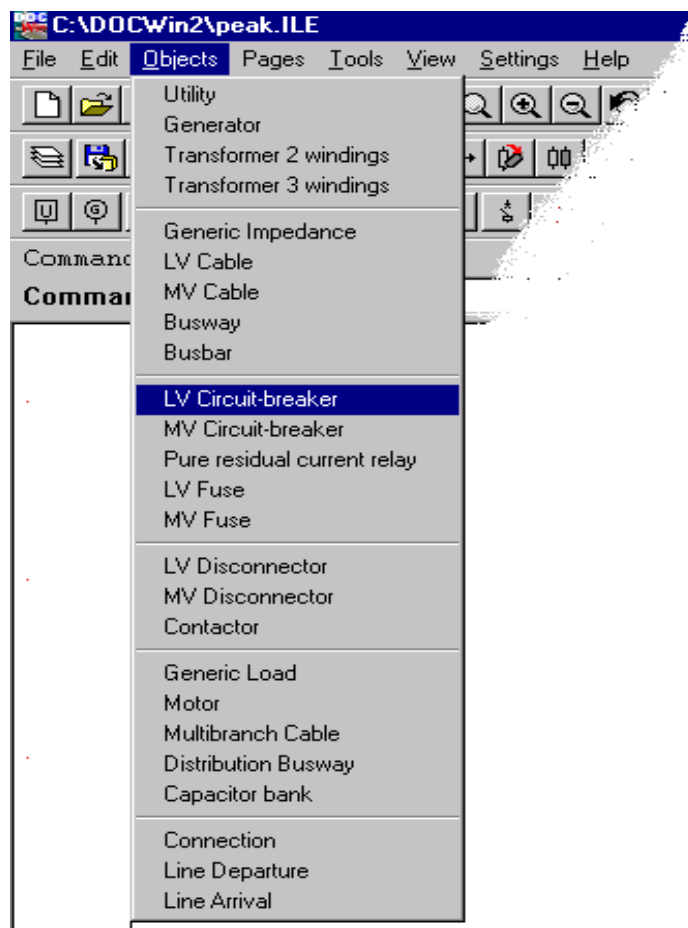 C:\DOCWin2\peak.ILE
File Edit Objects Pages Tools View Settings Help
Utility
Generator
Transformer 2 windings
Transformer 3 windings
Generic Impedance
LV Cable
MV Cable
Busway
Busbar
LV Circuit-breaker
MV Circuit-breaker
Pure residual current relay
LV Fuse
MV Fuse
LV Disconnector
MV Disconnector
Contactor
Generic Load
Motor
Multibranch Cable
Distribution Busway
Capacitor bank
Connection
Line Departure
Line Arrival
U G